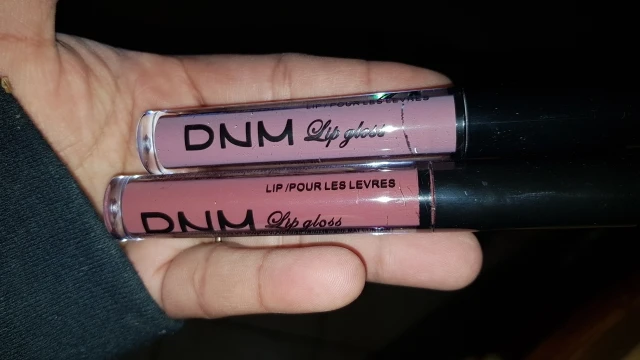 LIP / POUR LES LEVRES
DNM Lip gloss
LIP /POUR LES LEVRES
DNM Lip gloss